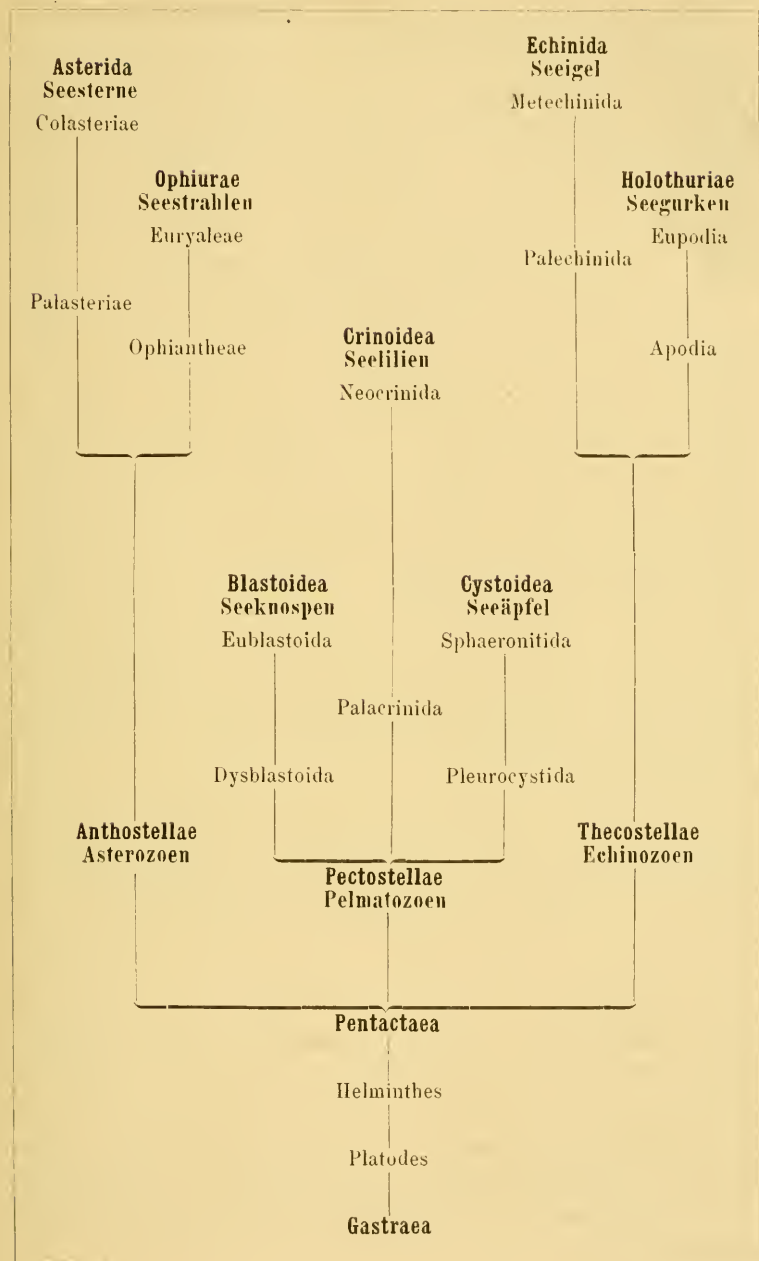 Echinida
Seeigel
Metechinida
Asterida
Seesterne
Colasteriae
Ophiurae
Seestrahlen
Euryaleae
Holothuriae
Seegurken
Eupodia
Palechinida
Palasteriae
Ophiantheae
Crinoidea
Seelilien
Neocrinida
Apodia
Blastoidea
Seeknospen
Eublastoida
Cystoidea
Seeäpfel
Sphaeronitida
Palacrinida
Dysblastoida
Pleurocystida
Anthostellae
Asterozoen
Thecostellae
Echinozoen
Pectostellae
Pelmatozoen
Pentactaea
Helminthes
Platodes
Gastraea